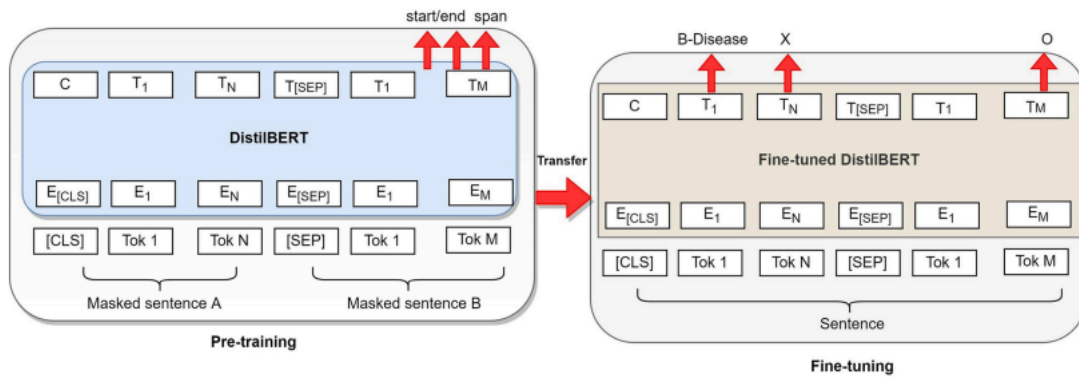 start/end span
C T1 TN T[SEP] T1 TM
DistilBERT
E[CLS] E1 EN E[SEP] E1 EM
[CLS] Tok 1 Tok N [SEP] Tok 1 Tok M
Masked sentence A Masked sentence B
Pre-training
Transfer
B-Disease X O
C T1 TN T[SEP] T1 TM
Fine-tuned DistilBERT
E[CLS] E1 EN E[SEP] E1 EM
[CLS] Tok 1 Tok N [SEP] Tok 1 Tok M
Sentence
Fine-tuning